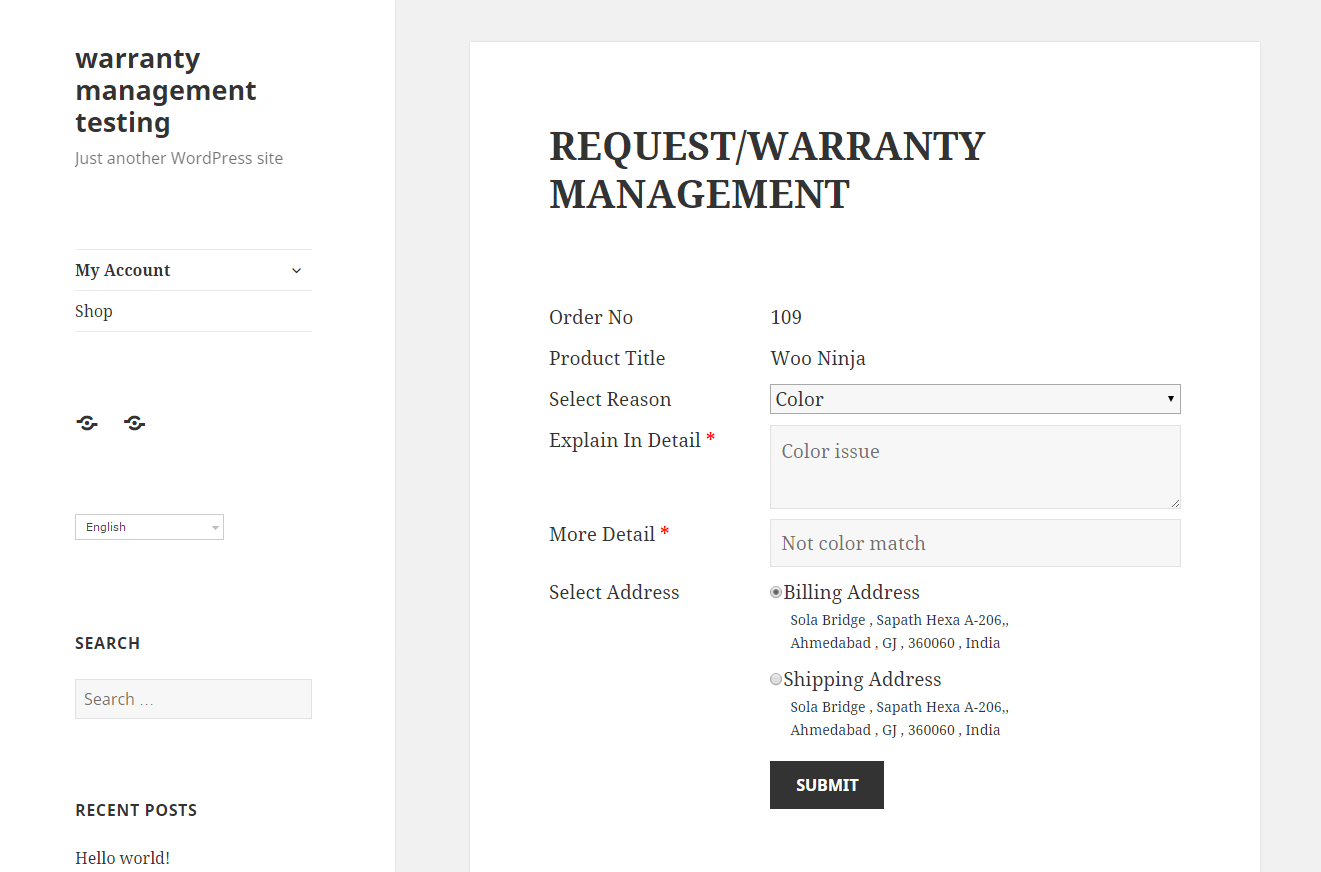 warranty
management
testing
Just another WordPress site
My Account
Shop
English
SEARCH
Search …
RECENT POSTS
Hello world!
REQUEST/WARRANTY
MANAGEMENT
Order No 109
Product Title Woo Ninja
Select Reason Color
Explain In Detail * Color issue
More Detail * Not color match
Select Address Billing Address
Sola Bridge , Sapath Hexa A-206,,
Ahmedabad , GJ , 360060 , India
Shipping Address
Sola Bridge , Sapath Hexa A-206,,
Ahmedabad , GJ , 360060 , India
SUBMIT